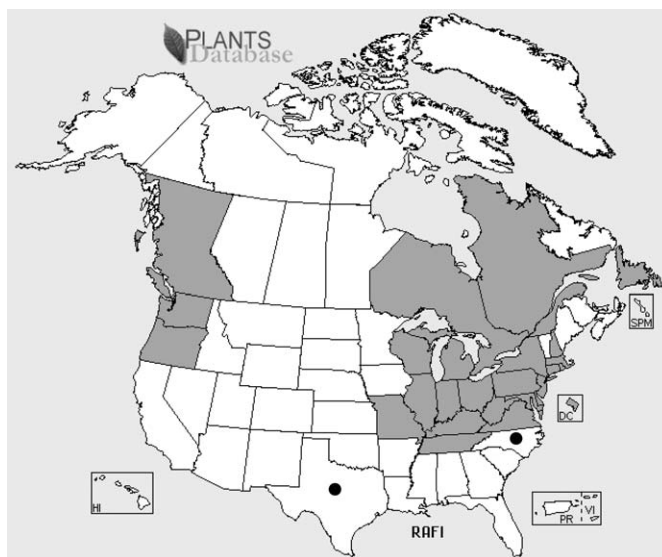 PLANTS
Database
SPM
DC
HI
PR
VI
RAFI